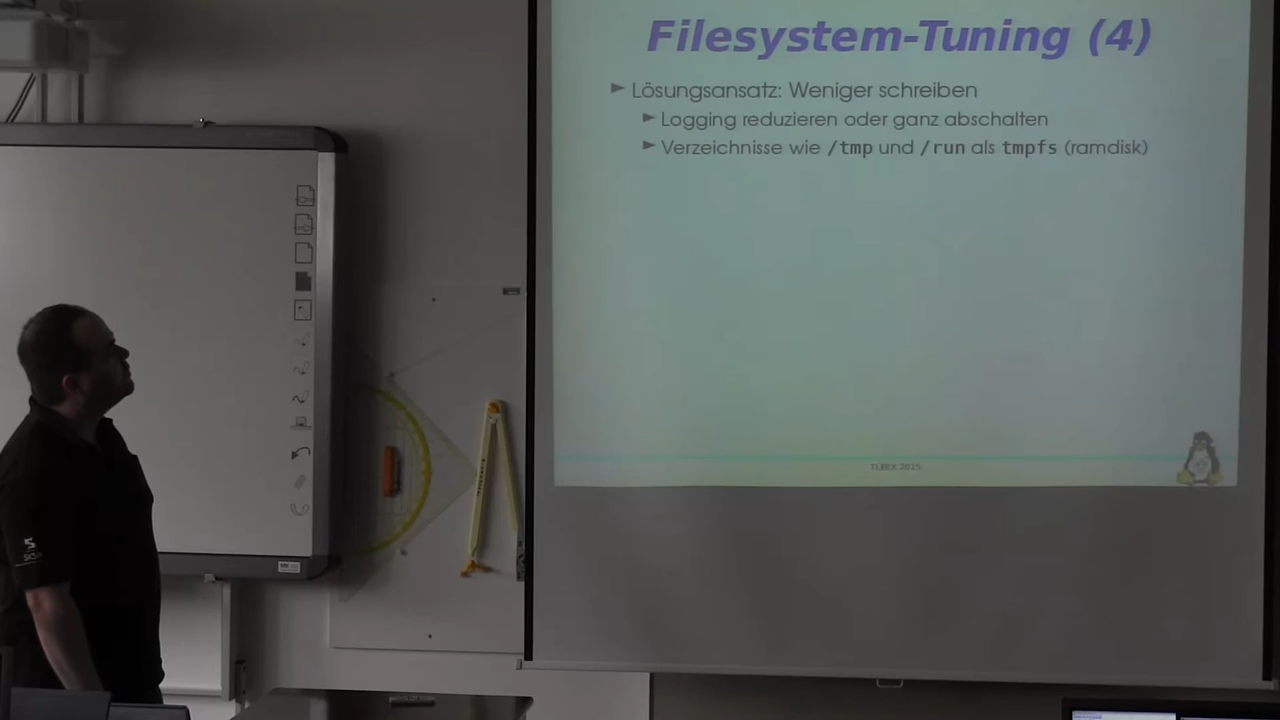 Filesystem-Tuning (4)
Lösungsansatz: Weniger schreiben
Logging reduzieren oder ganz abschalten
Verzeichnisse wie /tmp und /run als tmpfs (ramdisk)
TÜBIX 2015